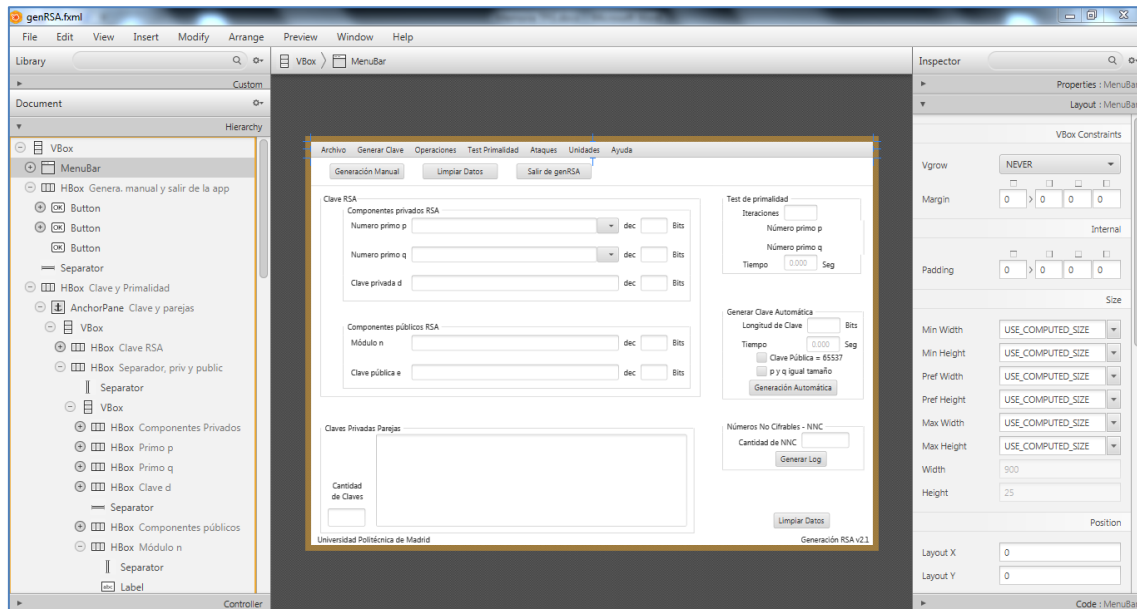 genRSA.fxml
File Edit View Insert Modify Arrange Preview Window Help
Library
Custom
Document
Hierarchy
VBox
MenuBar
HBox Genera. manual y salir de la app
OK Button
OK Button
OK Button
Separator
HBox Clave y Primalidad
AnchorPane Clave y parejas
VBox
HBox Clave RSA
HBox Separador, priv y public
Separator
VBox
HBox Componentes Privados
HBox Primo p
HBox Primo q
HBox Clave d
Separator
HBox Componentes públicos
HBox Módulo n
Separator
abc Label
Controller
VBox MenuBar
Archivo Generar Clave Operaciones Test Primalidad Ataques Unidades Ayuda
Generación Manual Limpiar Datos Salir de genRSA
Clave RSA
Componentes privados RSA
Numero primo p dec Bits
Numero primo q dec Bits
Clave privada d dec Bits
Componentes públicos RSA
Módulo n dec Bits
Clave pública e dec Bits
Claves Privadas Parejas
Cantidad
de Claves
Universidad Politécnica de Madrid
Test de primalidad
Iteraciones
Número primo p
Número primo q
Tiempo 0.000 Seg
Generar Clave Automática
Longitud de Clave Bits
Tiempo 0.000 Seg
Clave Pública = 65537
p y q igual tamaño
Generación Automática
Números No Cifrables - NNC
Cantidad de NNC
Generar Log
Limpiar Datos
Generación RSA v2.1
Inspector
Properties : MenuBar
Layout : MenuBar
VBox Constraints
Vgrow NEVER
Margin 0 > 0 0 0
Internal
Padding 0 > 0 0 0
Size
Min Width USE_COMPUTED_SIZE
Min Height USE_COMPUTED_SIZE
Pref Width USE_COMPUTED_SIZE
Pref Height USE_COMPUTED_SIZE
Max Width USE_COMPUTED_SIZE
Max Height USE_COMPUTED_SIZE
Width 900
Height 25
Position
Layout X 0
Layout Y 0
Code : MenuBar